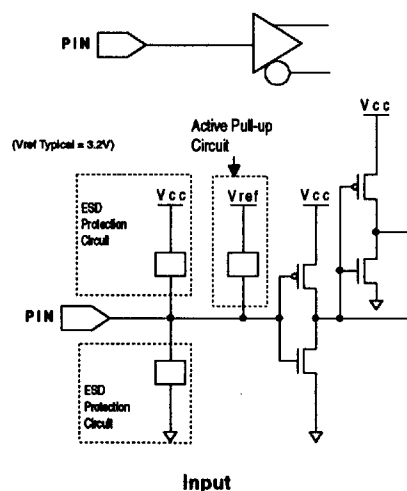 PIN
Active Pull-up
Circuit
(Vref Typical = 3.2V)
Vcc
ESD
Protection
Circuit
Vcc
Vref
Vcc
PIN
ESD
Protection
Circuit
Input